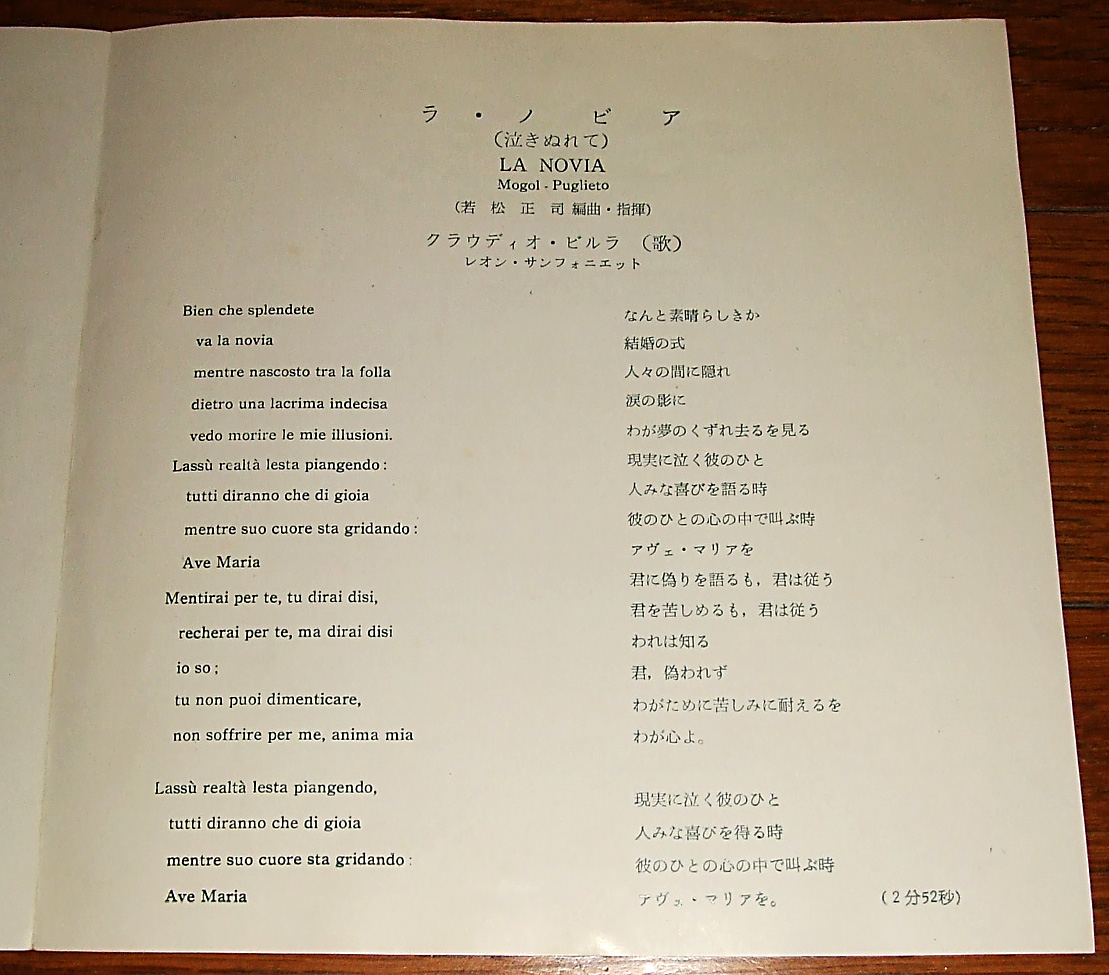 ラ・ノビア
(泣きぬれて)
LA NOVIA
Mogol - Puglieto
(若松正司 編曲・指揮)
クラウディオ・ビルラ (歌)
レオン・サンフォニエット
Bien che splendete
va la novia
mentre nascosto tra la folla
dietro una lacrima indecisa
vedo morire le mie illusioni.
Lassù realtà lesta piangendo:
tutti diranno che di gioia
mentre suo cuore sta gridando:
Ave Maria
Mentirai per te, tu dirai disi,
recherai per te, ma dirai disi
io so;
tu non puoi dimenticare,
non soffrire per me, anima mia
Lassù realtà lesta piangendo,
tutti diranno che di gioia
mentre suo cuore sta gridando:
Ave Maria
なんと素晴らしきか
結婚の式
人々の間に隠れ
涙の影に
わが夢のくずれ去るを見る
現実に泣く彼のひと
人みな喜びを語る時
彼のひとの心の中で叫ぶ時
アヴェ・マリアを
君に偽りを語るも，君は従う
君を苦しめるも，君は従う
われは知る
君，偽われず
わがために苦しみに耐えるを
わが心よ。
現実に泣く彼のひと
人みな喜びを得る時
彼のひとの心の中で叫ぶ時
アヴェ・マリアを。
(2分52秒)